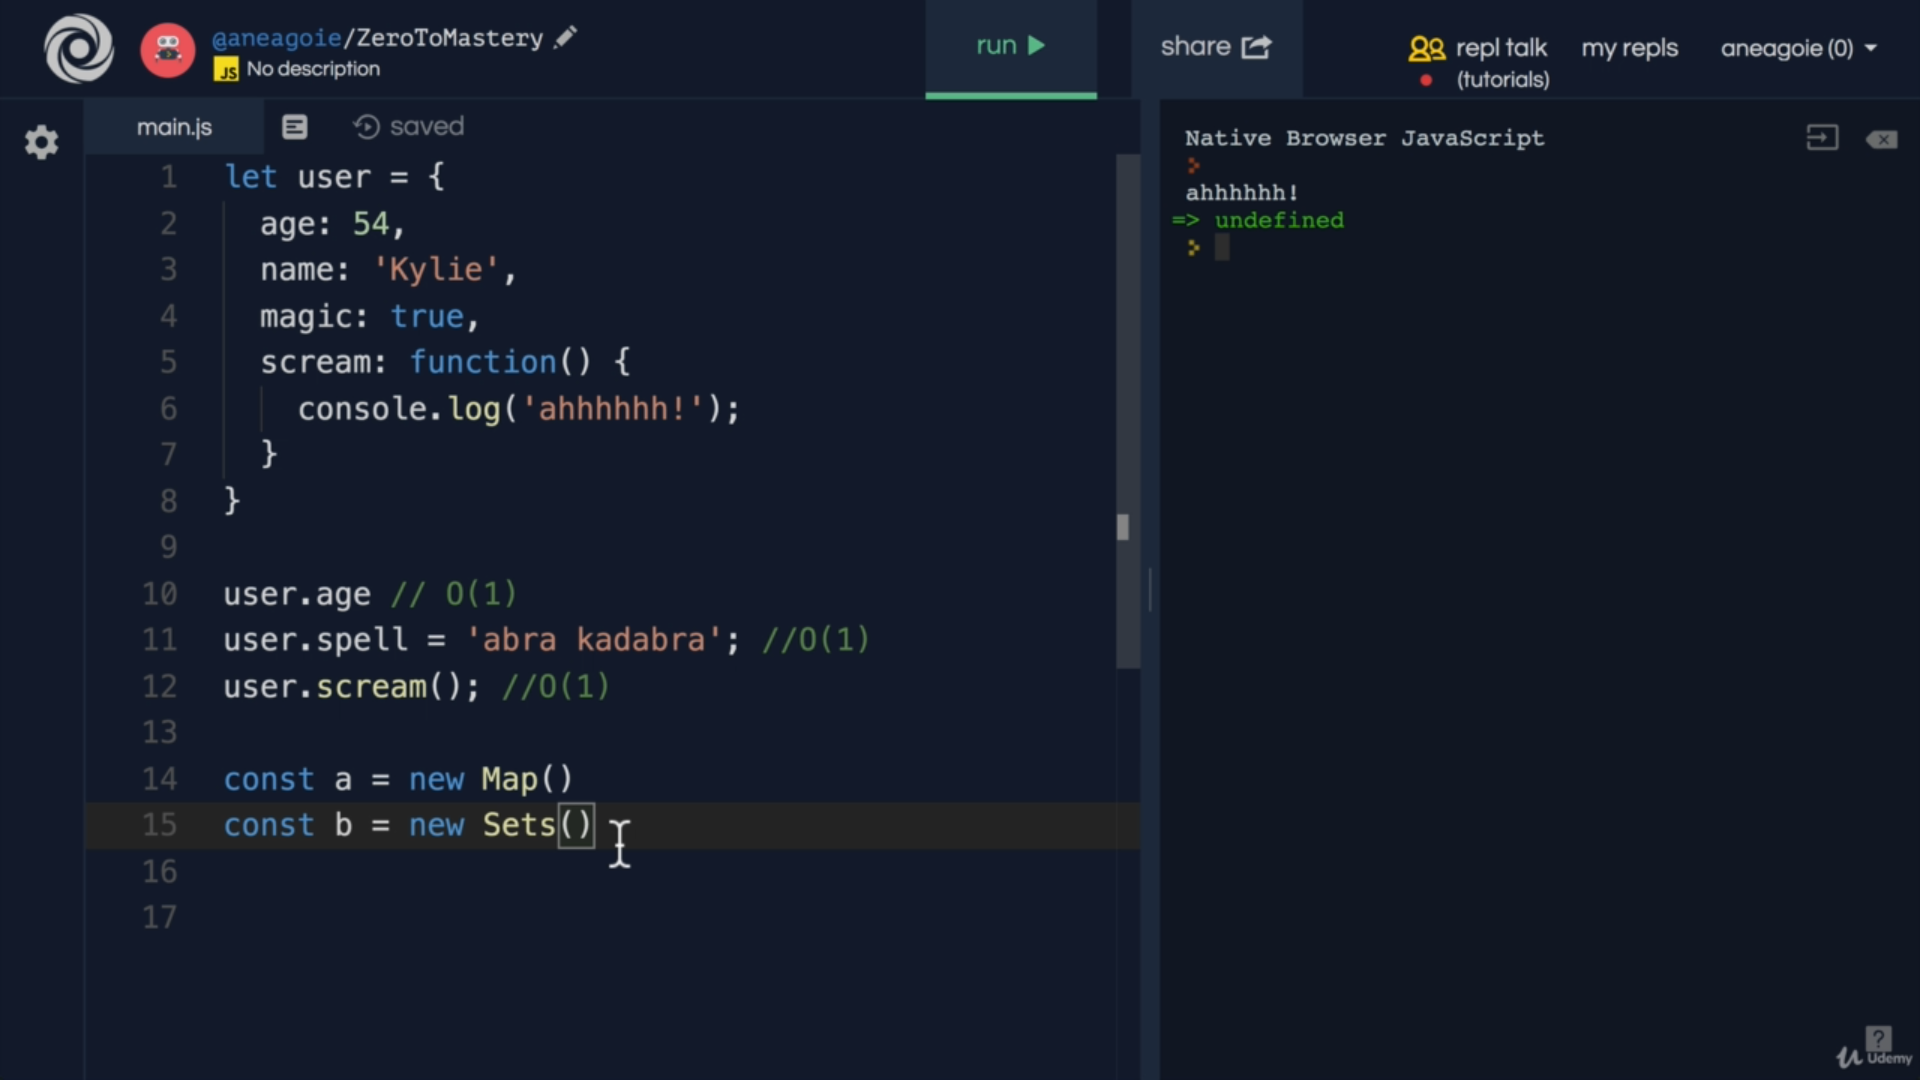 @aneagoie/ZeroToMastery
JS No description
run
share
repl talk
(tutorials)
my repls
aneagoie (0)
main.js
saved
1 let user = {
2 age: 54,
3 name: 'Kylie',
4 magic: true,
5 scream: function() {
6 console.log('ahhhhhh!');
7 }
8 }
9
10 user.age // O(1)
11 user.spell = 'abra kadabra'; //O(1)
12 user.scream(); //O(1)
13
14 const a = new Map()
15 const b = new Sets()
16
17
Native Browser JavaScript
ahhhhhh!
=> undefined
?
Udemy